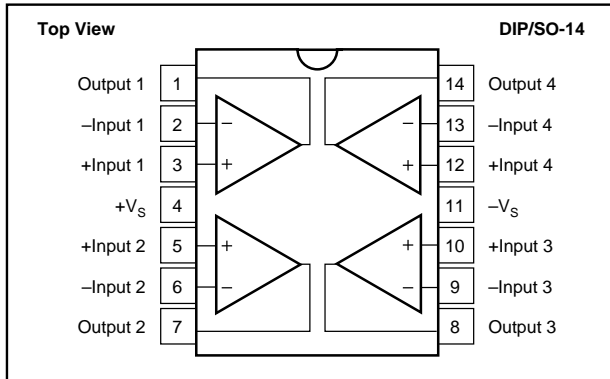 Top View DIP/SO-14
Output 1 1 14 Output 4
–Input 1 2 − − 13 –Input 4
+Input 1 3 + + 12 +Input 4
+VS 4 11 –VS
+Input 2 5 + + 10 +Input 3
–Input 2 6 − − 9 –Input 3
Output 2 7 8 Output 3